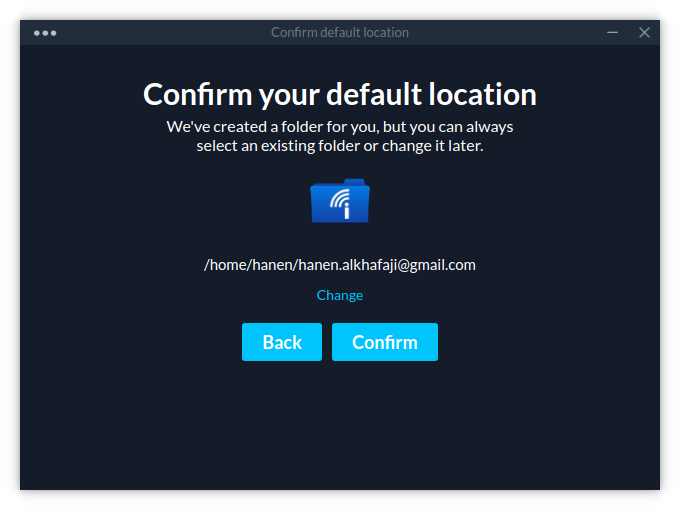 Confirm default location
Confirm your default location
We've created a folder for you, but you can always
select an existing folder or change it later.
/home/hanen/hanen.alkhafaji@gmail.com
Change
Back Confirm